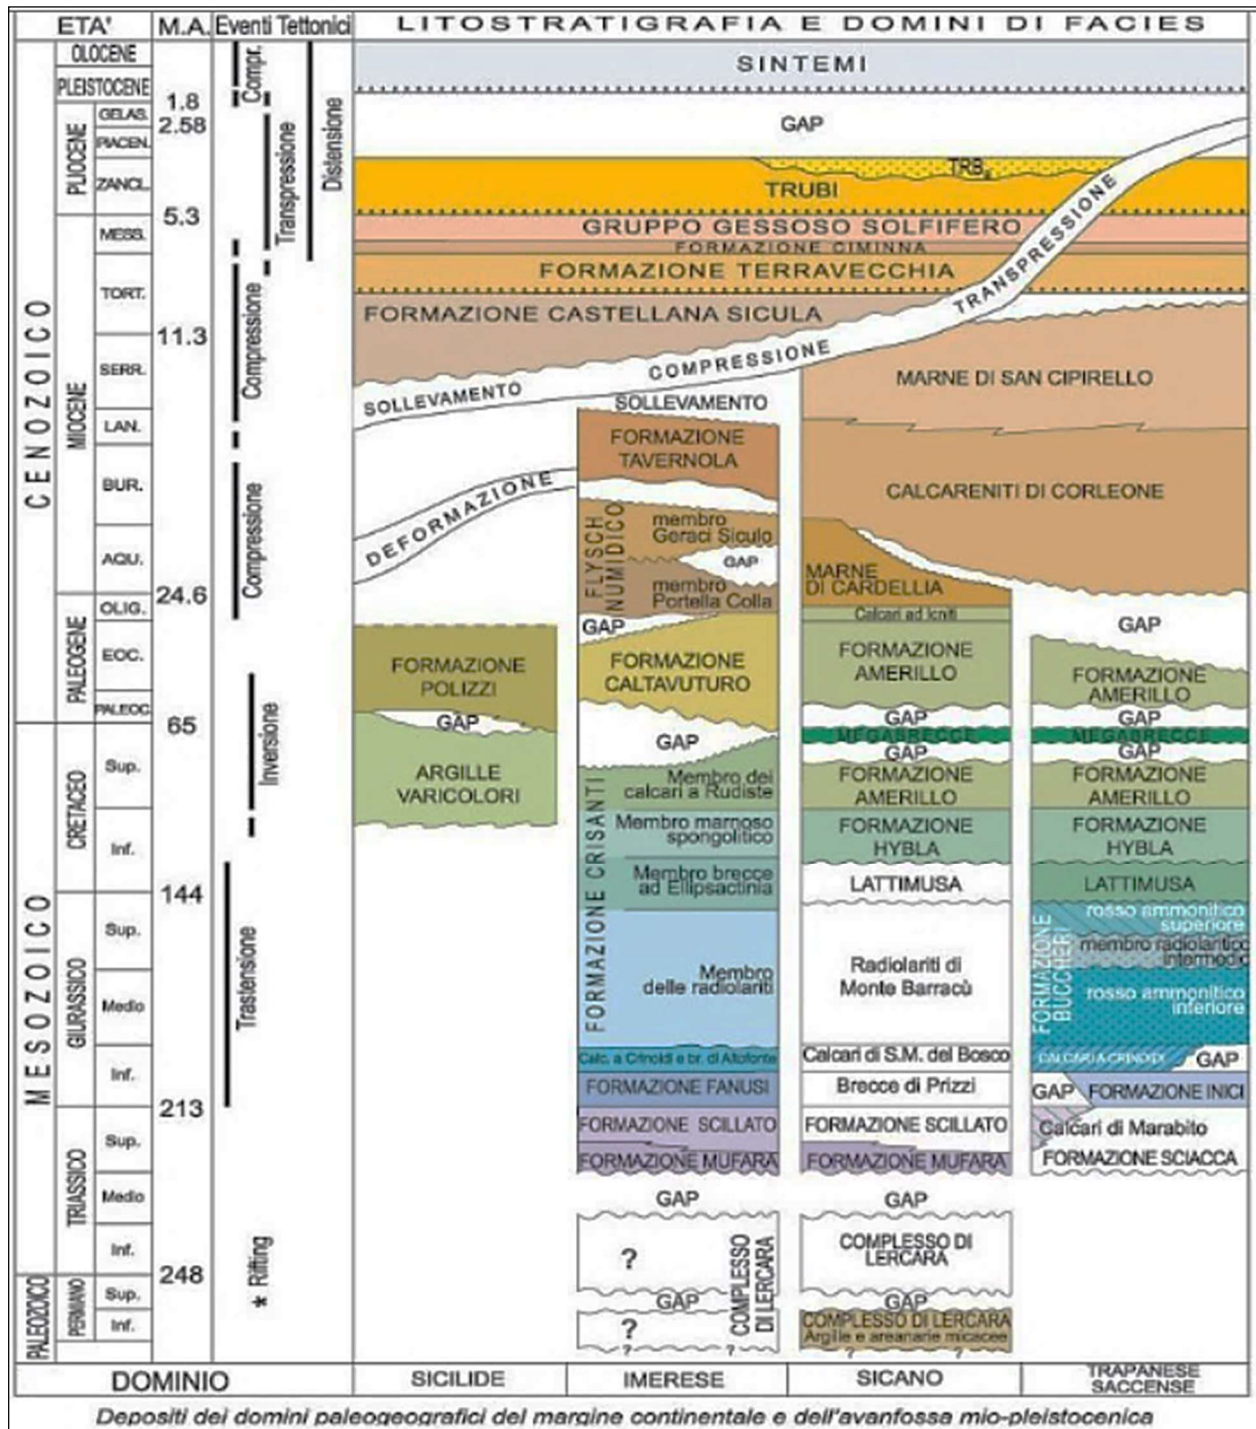 ETA' M.A. Eventi Tettonici LITOSTRATIGRAFIA E DOMINI DI FACIES
CENOZOICO
MESOZOICO
PALEOZOICO
PLIOCENE
MIOCENE
PALEOGENE
CRETACEO
GIURASSICO
TRIASSICO
PERMIANO
OLOCENE
PLEISTOCENE
GELAS.
PIACEN.
ZANCL.
MESS.
TORT.
SERR.
LAN.
BUR.
AQU.
OLIG.
EOC.
PALEOC.
Sup.
Inf.
Sup.
Medio
Inf.
Sup.
Medio
Inf.
Sup.
Inf.
1.8
2.58
5.3
11.3
24.6
65
144
213
248
Compr.
Transpressione
Distensione
Compressione
Compressione
Inversione
Trastensione
* Rifting
SINTEMI
GAP
TRBs
TRUBI
GRUPPO GESSOSO SOLFIFERO
FORMAZIONE CIMINNA
FORMAZIONE TERRAVECCHIA
FORMAZIONE CASTELLANA SICULA
SOLLEVAMENTO COMPRESSIONE TRANSPRESSIONE
DEFORMAZIONE
FORMAZIONE
POLIZZI
GAP
ARGILLE
VARICOLORI
SOLLEVAMENTO
FORMAZIONE
TAVERNOLA
FLYSCH
NUMIDICO
membro
Geraci Siculo
GAP
membro
Portella Colla
GAP
FORMAZIONE
CALTAVUTURO
GAP
FORMAZIONE CRISANTI
Membro dei
calcari a Rudiste
Membro marnoso
spongolitico
Membro brecce
ad Ellipsactinia
Membro
delle radiolariti
Calc. a Crinoidi e br. di Altofonte
FORMAZIONE FANUSI
FORMAZIONE SCILLATO
FORMAZIONE MUFARA
GAP
?
GAP
?
COMPLESSO
DI LERCARA
? ?
MARNE DI SAN CIPIRELLO
CALCARENITI DI CORLEONE
MARNE
DI CARDELLIA
Calcari ad Icniti
FORMAZIONE
AMERILLO
GAP
MEGABRECCE
GAP
FORMAZIONE
AMERILLO
FORMAZIONE
HYBLA
LATTIMUSA
Radiolariti di
Monte Barracù
Calcari di S.M. del Bosco
Brecce di Prizzi
FORMAZIONE SCILLATO
FORMAZIONE MUFARA
GAP
COMPLESSO DI
LERCARA
GAP
COMPLESSO DI LERCARA
Argille e areanarie micacee
? ?
GAP
FORMAZIONE
AMERILLO
GAP
MEGABRECCE
GAP
FORMAZIONE
AMERILLO
FORMAZIONE
HYBLA
LATTIMUSA
FORMAZIONE
BUCCHERI
rosso ammonitico
superiore
membro radiolaritico
intermedio
rosso ammonitico
inferiore
CALCARI A CRINOIDI
GAP
GAP
FORMAZIONE INICI
Calcari di Marabito
FORMAZIONE SCIACCA
DOMINIO SICILIDE IMERESE SICANO TRAPANESE
SACCENSE
Depositi dei domini paleogeografici del margine continentale e dell'avanfossa mio-pleistocenica